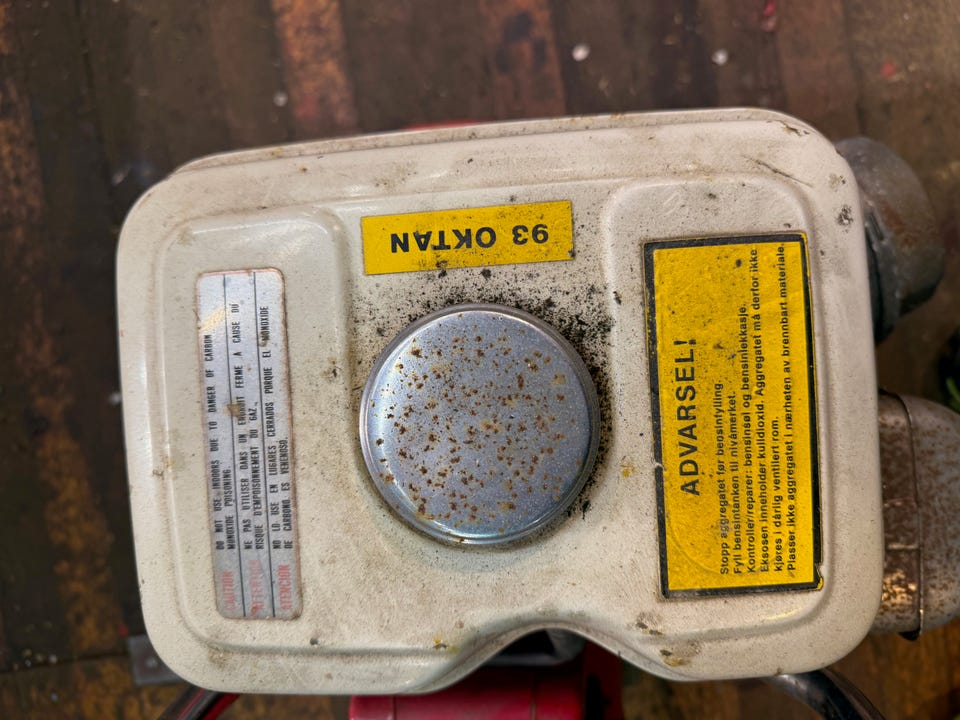 93 OKTAN
CAUTION
DO NOT USE INDOORS DUE TO DANGER OF CARBON
MONOXIDE POISONING.
ATTENTION
NE PAS UTILISER DANS UN ENDROIT FERME A CAUSE DU
RISQUE D'EMPOISONNEMENT DU GAZ.
ATENCION
NO LO USE EN LUGARES CERRADOS PORQUE EL MONOXIDE
DE CARBONO ES VENENOSO.
ADVARSEL!
Stopp aggregatet før bensinfylling.
Fyll bensintanken til nivåmerket.
Kontroller/reparer: bensinsøl og bensinlekkasje.
Eksosen inneholder kulldioxid. Aggregatet må derfor ikke
kjøres i dårlig ventilert rom.
Plasser ikke aggregatet i nærheten av brennbart materiale.